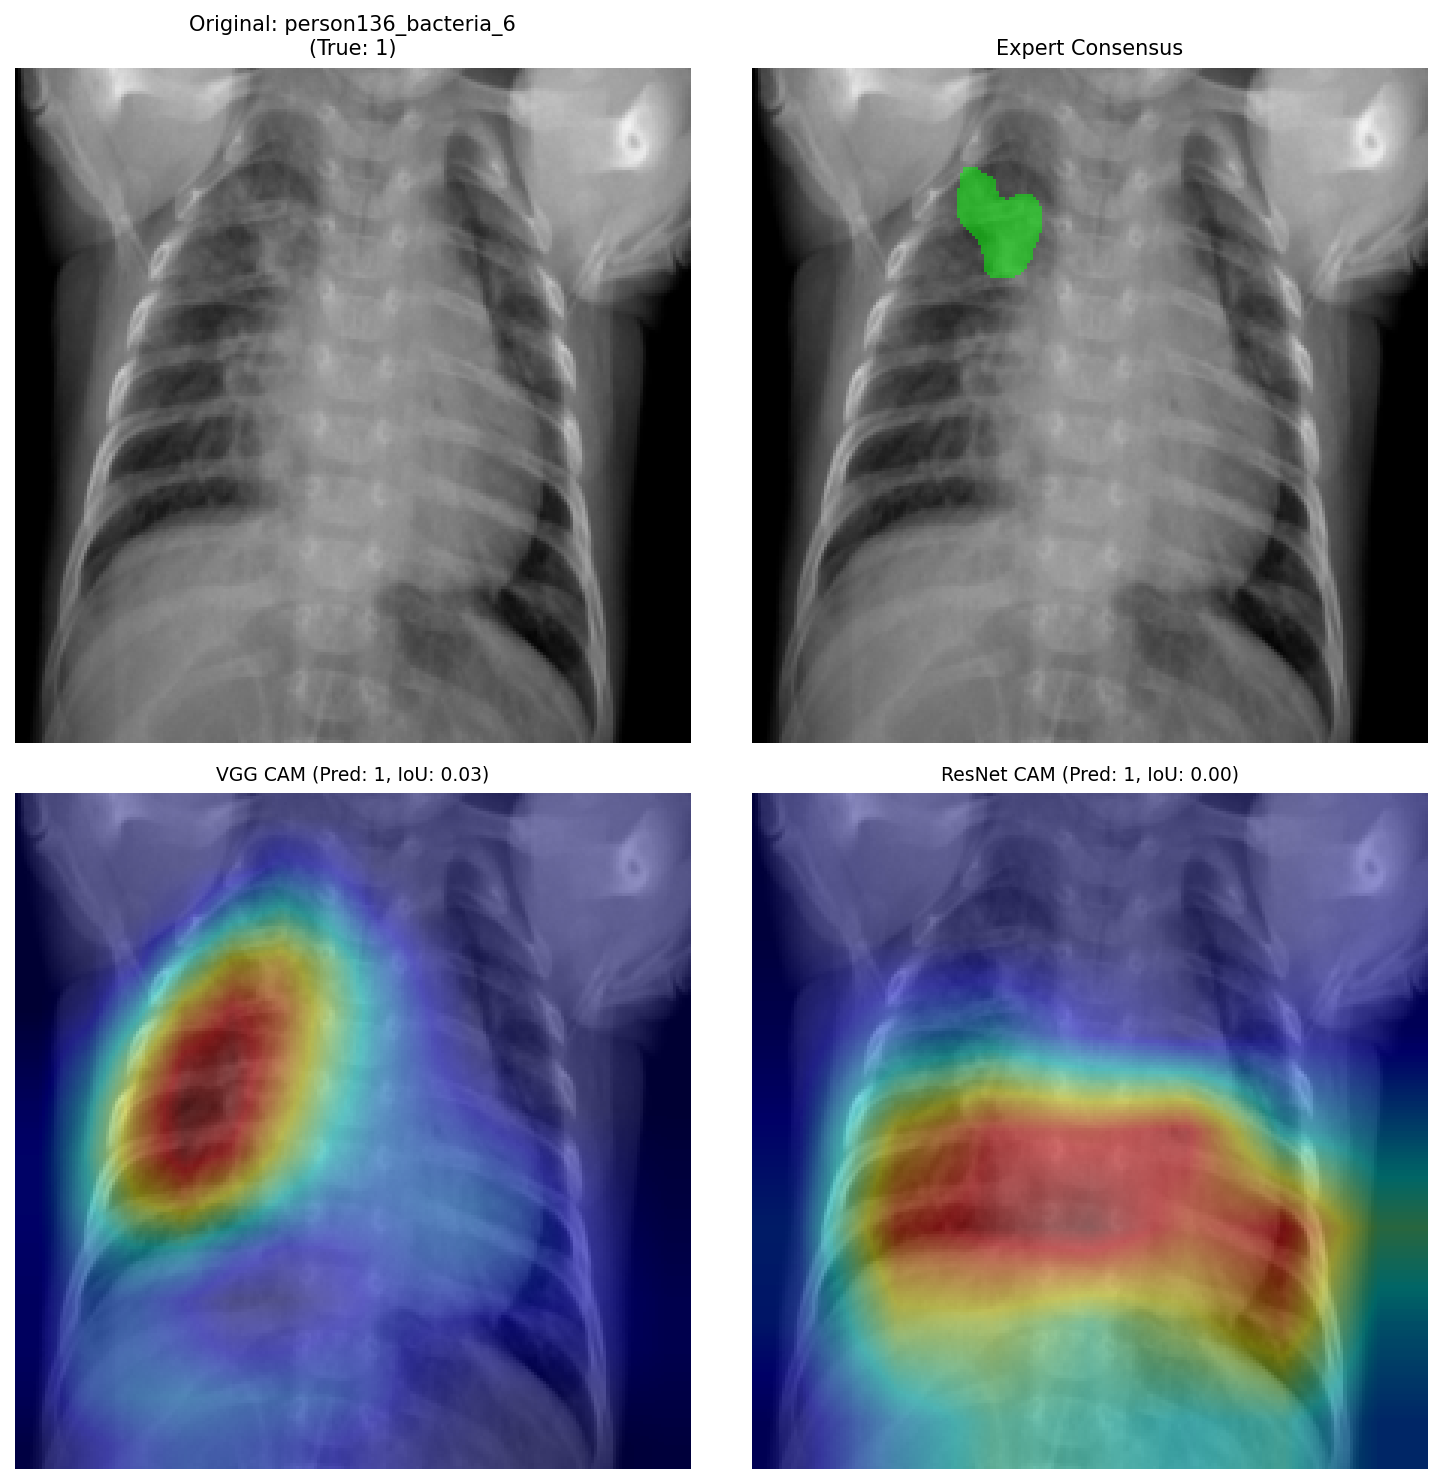 Original: person136_bacteria_6
(True: 1)
Expert Consensus
VGG CAM (Pred: 1, IoU: 0.03)
ResNet CAM (Pred: 1, IoU: 0.00)